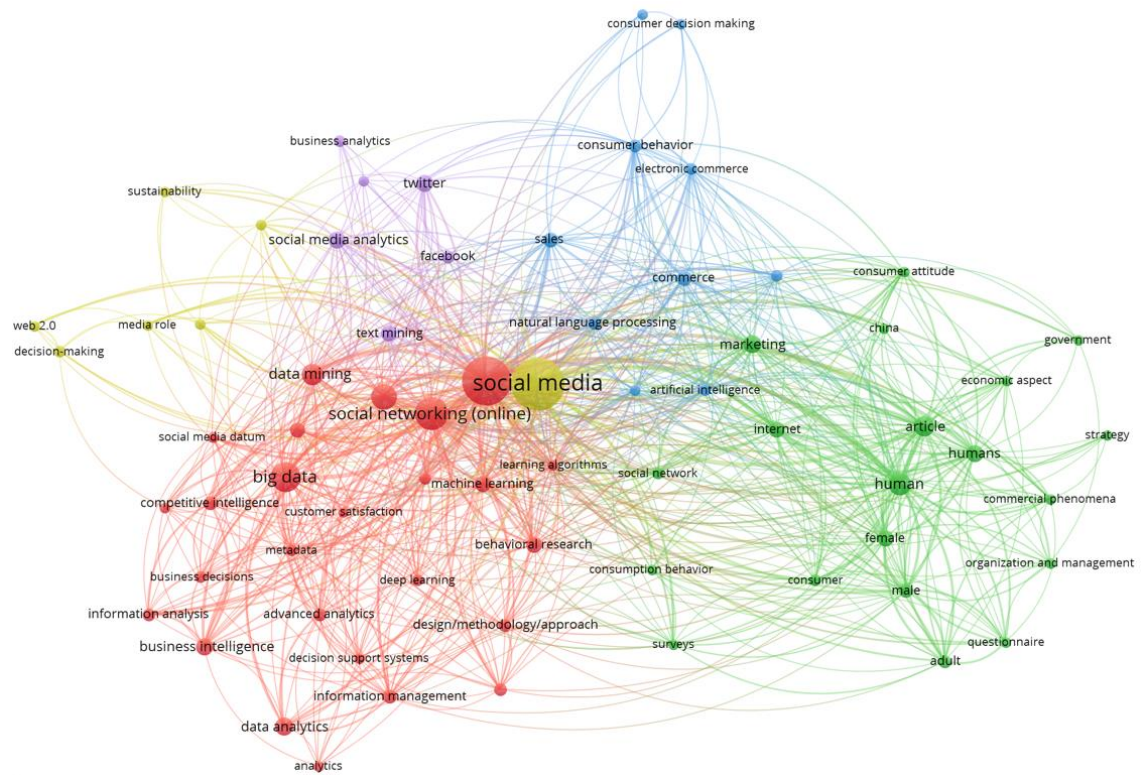 consumer decision making
business analytics
consumer behavior
electronic commerce
twitter
sustainability
social media analytics
sales
facebook
commerce
consumer attitude
web 2.0
media role
text mining
natural language processing
china
marketing
government
decision-making
data mining
social media
artificial intelligence
economic aspect
social networking (online)
internet
article
strategy
social media datum
learning algorithms
humans
big data
machine learning
social network
human
commercial phenomena
competitive intelligence
customer satisfaction
metadata
behavioral research
female
business decisions
deep learning
consumption behavior
consumer
organization and management
male
information analysis
advanced analytics
design/methodology/approach
business intelligence
decision support systems
surveys
questionnaire
adult
information management
data analytics
analytics